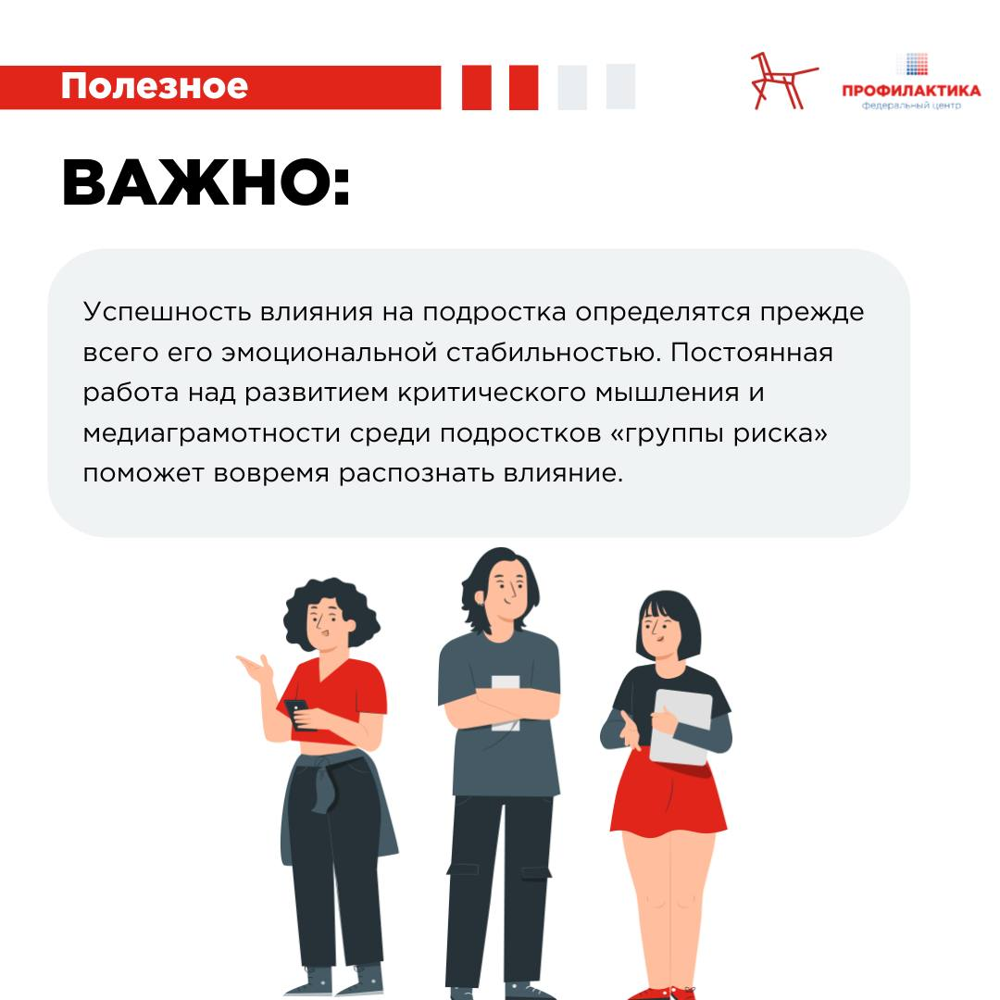 Полезное
ПРОФИЛАКТИКА
федеральный центр
ВАЖНО:
Успешность влияния на подростка определятся прежде
всего его эмоциональной стабильностью. Постоянная
работа над развитием критического мышления и
медиаграмотности среди подростков «группы риска»
поможет вовремя распознать влияние.